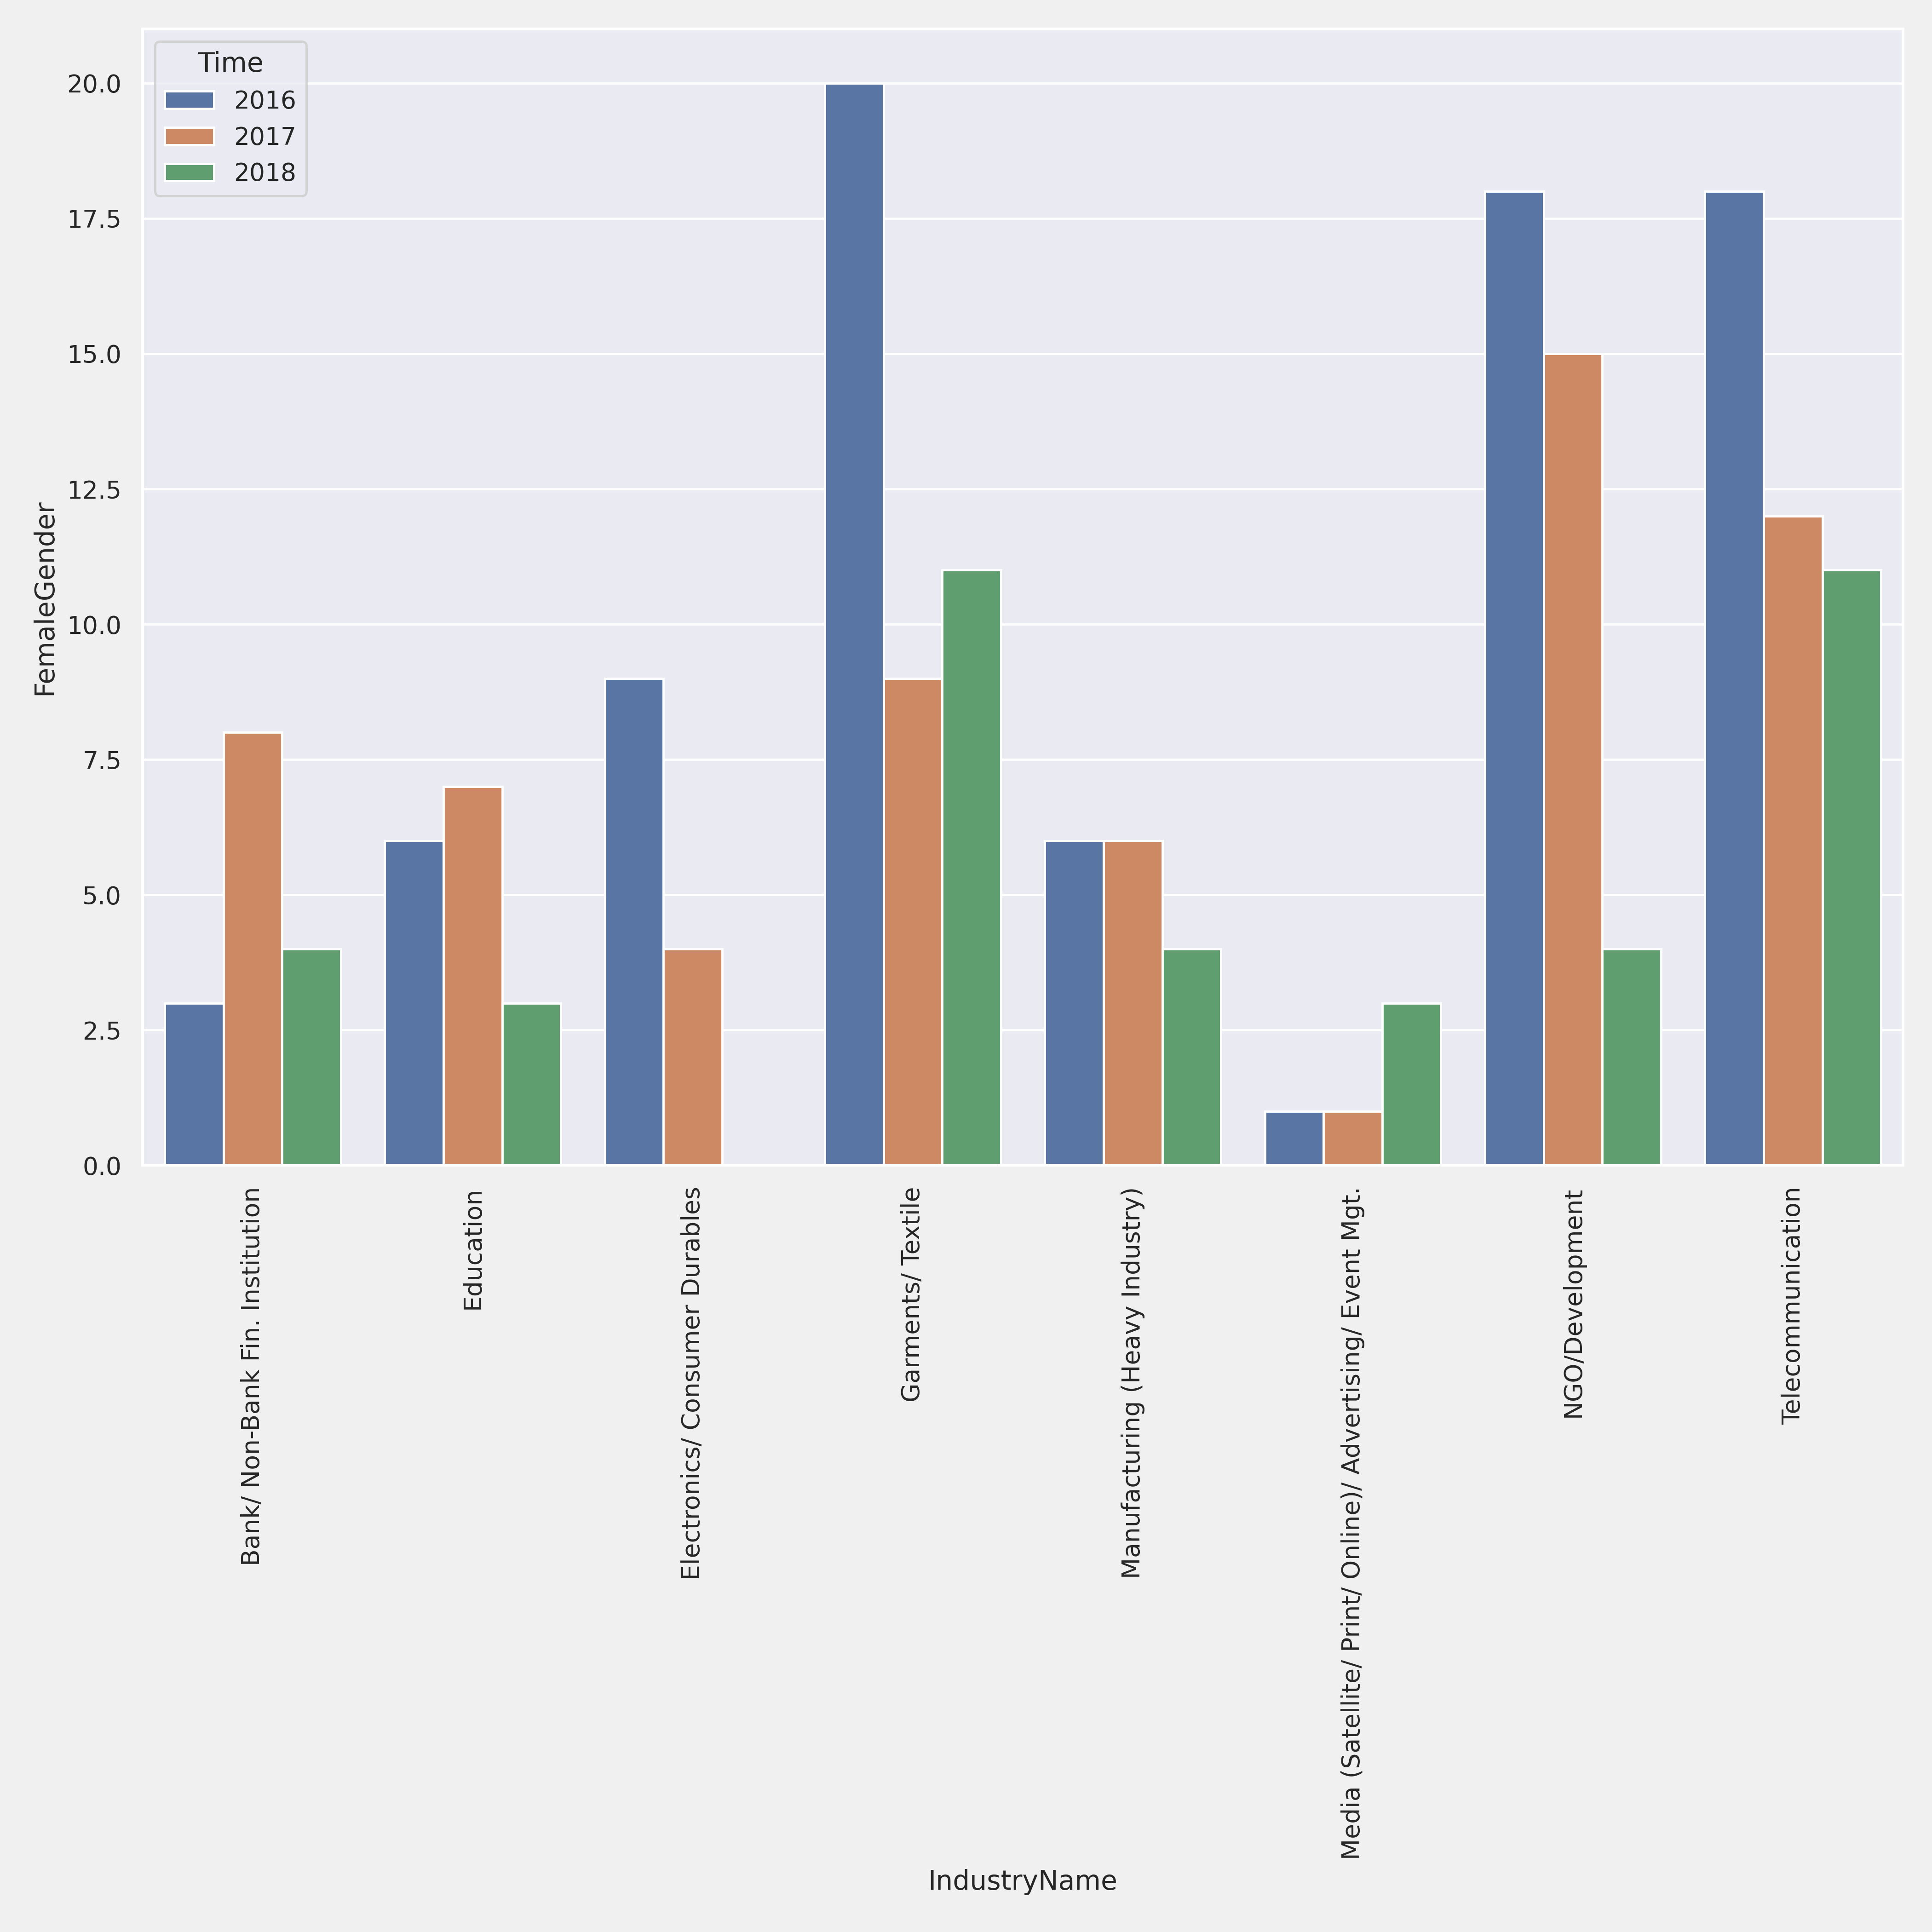 Time
2016
2017
2018
20.0
17.5
15.0
12.5
10.0
7.5
5.0
2.5
0.0
FemaleGender
Bank/ Non-Bank Fin. Institution
Education
Electronics/ Consumer Durables
Garments/ Textile
Manufacturing (Heavy Industry)
Media (Satellite/ Print/ Online)/ Advertising/ Event Mgt.
NGO/Development
Telecommunication
IndustryName